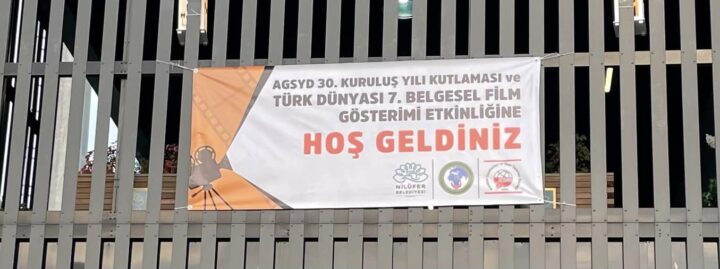 AGSYD 30. KURULUŞ YILI KUTLAMASI ve
TÜRK DÜNYASI 7. BELGESEL FİLM
GÖSTERİMİ ETKİNLİĞİNE
HOŞ GELDİNİZ
NİLÜFER
BELEDİYESİ